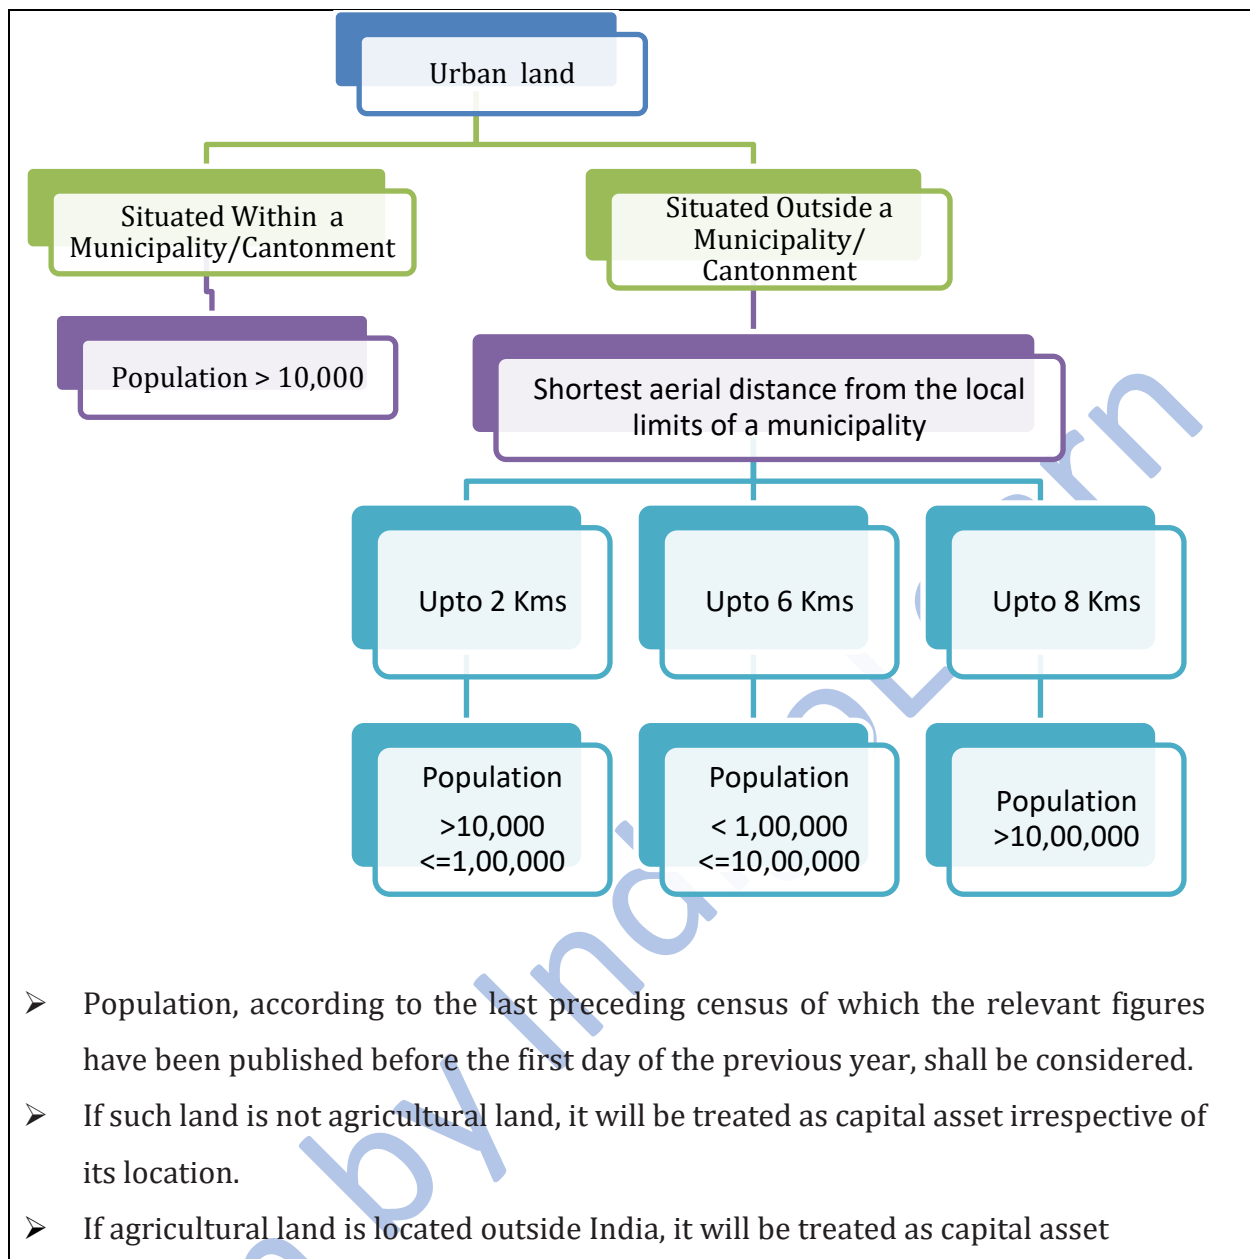 Urban  land
Situated Within  a
Municipality/Cantonment
Situated Outside a
Municipality/
Cantonment
Population > 10,000
Shortest aerial distance from the local
limits of a municipality
Upto 2 Kms
Upto 6 Kms
Upto 8 Kms
Population
>10,000
<=1,00,000
Population
< 1,00,000
<=10,00,000
Population
>10,00,000
➢ Population, according to the last preceding census of which the relevant figures
have been published before the first day of the previous year, shall be considered.
➢ If such land is not agricultural land, it will be treated as capital asset irrespective of
its location.
➢ If agricultural land is located outside India, it will be treated as capital asset
by